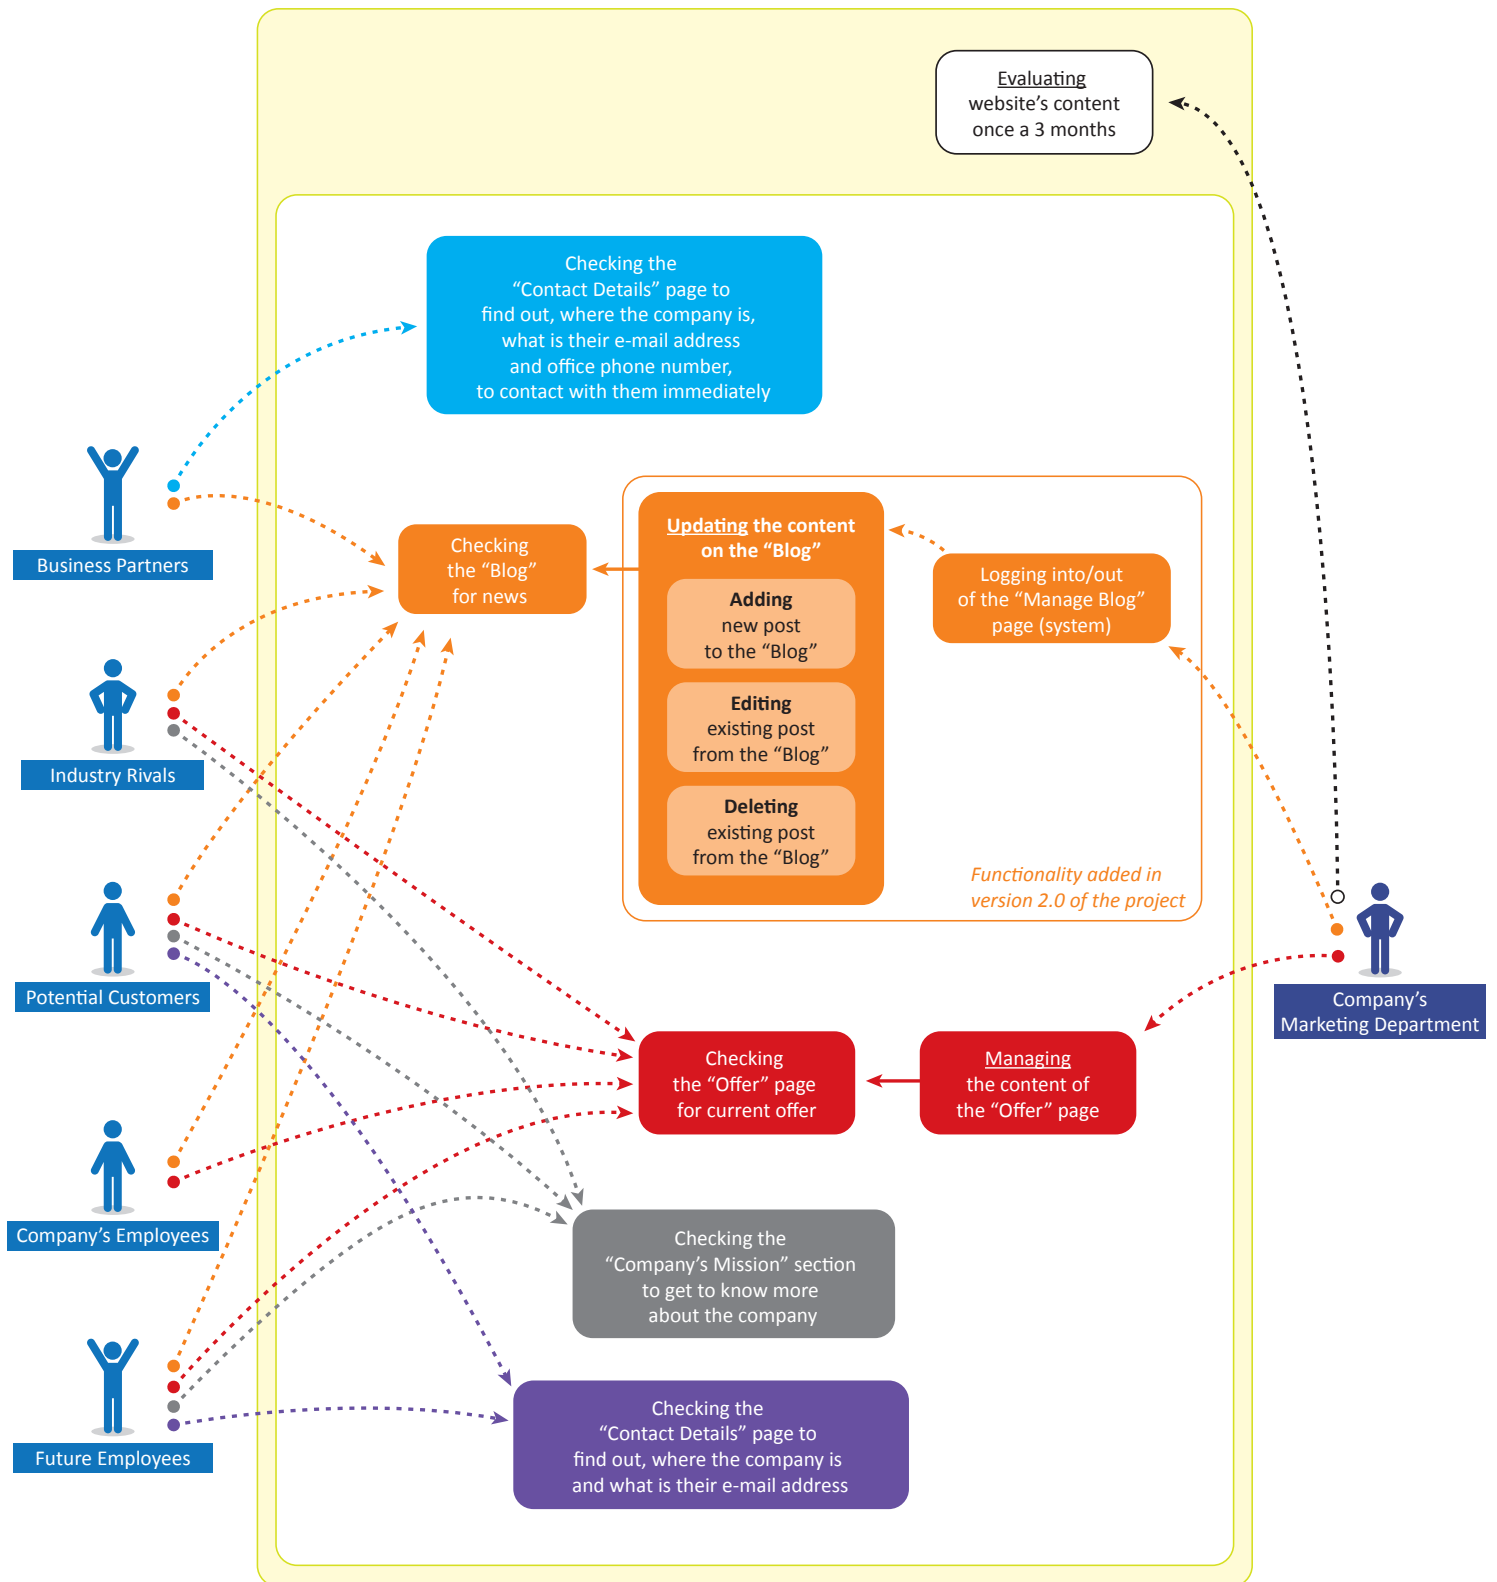 Evaluating
website's content
once a 3 months
Checking the
“Contact Details” page to
find out, where the company is,
what is their e-mail address
and office phone number,
to contact with them immediately
Business Partners
Checking
the “Blog”
for news
Updating the content
on the “Blog”
Adding
new post
to the “Blog”
Editing
existing post
from the “Blog”
Deleting
existing post
from the “Blog”
Logging into/out
of the “Manage Blog”
page (system)
Functionality added in
version 2.0 of the project
Industry Rivals
Potential Customers
Company's
Marketing Department
Checking
the “Offer” page
for current offer
Managing
the content of
the “Offer” page
Company's Employees
Checking the
“Company's Mission” section
to get to know more
about the company
Future Employees
Checking the
“Contact Details” page to
find out, where the company is
and what is their e-mail address